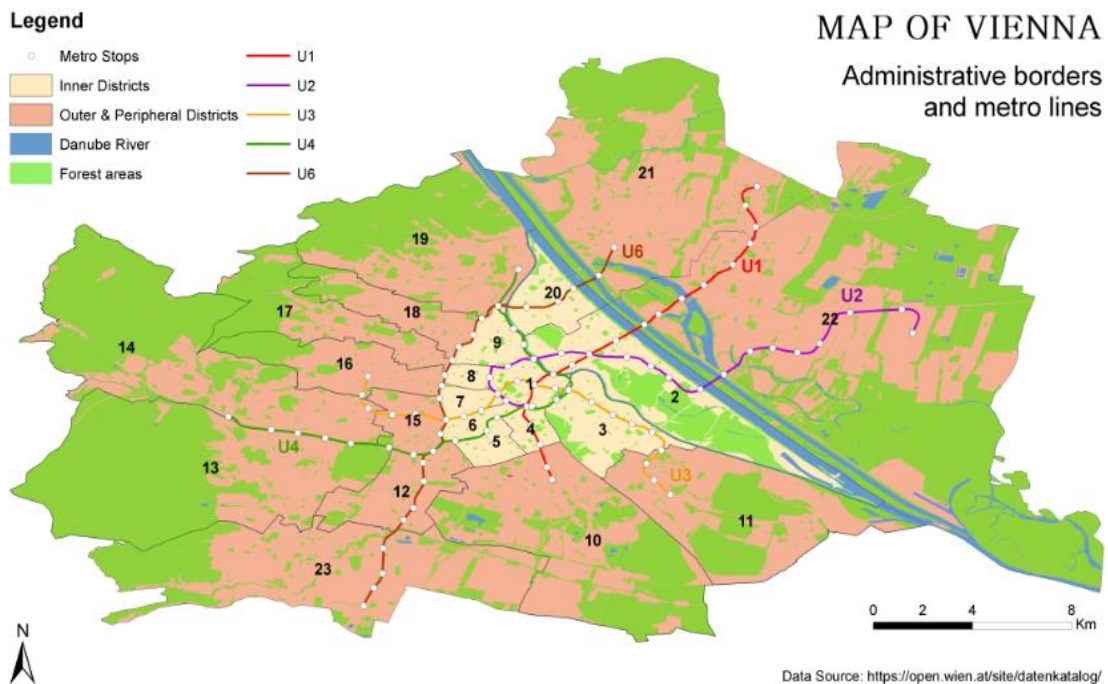 Legend
Metro Stops
Inner Districts
Outer & Peripheral Districts
Danube River
Forest areas
U1
U2
U3
U4
U6
MAP OF VIENNA
Administrative borders
and metro lines
21
19
U6
U1
20
U2
22
17
18
14
9
16
8
1
2
7
15
6
5
4
3
U4
13
U3
12
11
10
23
N
0 2 4 8
Km
Data Source: https://open.wien.at/site/datenkatalog/